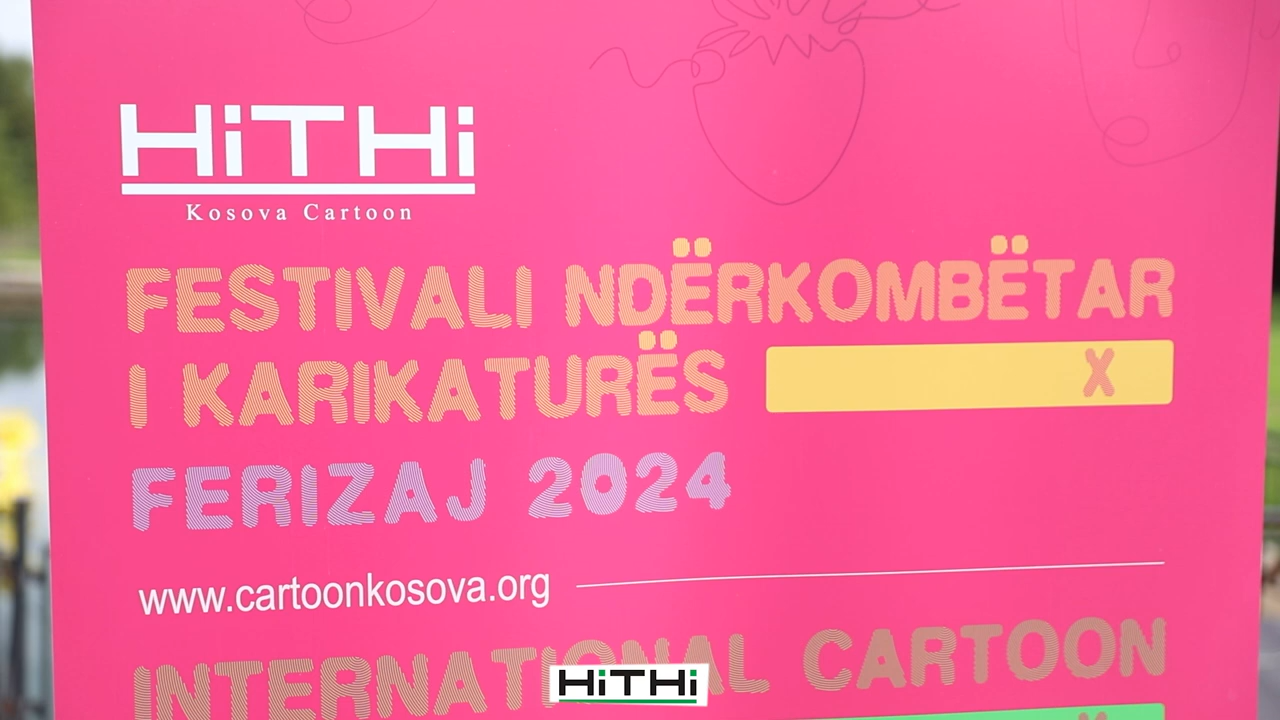 HiTHi
Kosova Cartoon
FESTIVALI NDËRKOMBËTAR
I KARIKATURËS X
FERIZAJ 2024
www.cartoonkosova.org
INTERNATIONAL CARTOON
HiTHi